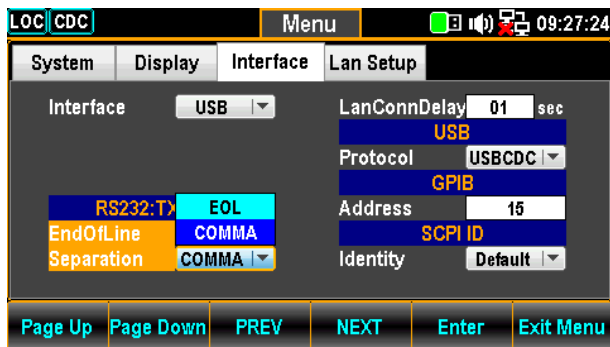 LOC CDC Menu 09:27:24
System Display Interface Lan Setup
Interface USB
LanConnDelay 01 sec
USB
Protocol USBCDC
GPIB
RS232:TX EOL
Address 15
EndOfLine COMMA
SCPI ID
Separation COMMA
Identity Default
Page Up Page Down PREV NEXT Enter Exit Menu